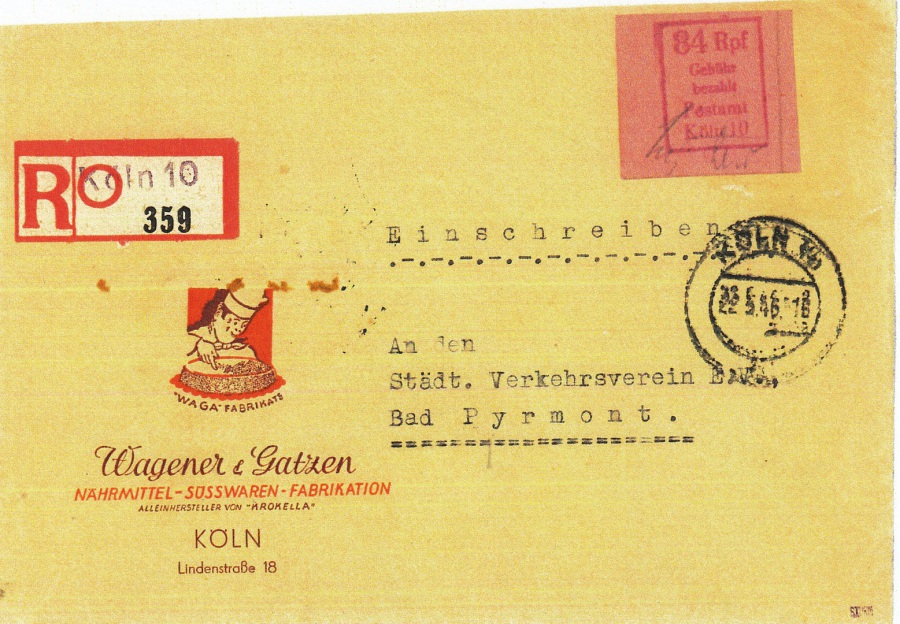 84 Rpf
Gebühr
bezahlt
Postamt
Köln 10
R
Köln 10
359
Einschreiben
KÖLN
An den
Städt. Verkehrsverein
Bad Pyrmont.
"WAGA" FABRIKATE
Wagener & Gatzen
NÄHRMITTEL-SÜSSWAREN-FABRIKATION
ALLEINHERSTELLER VON "KROKELLA"
KÖLN
Lindenstraße 18